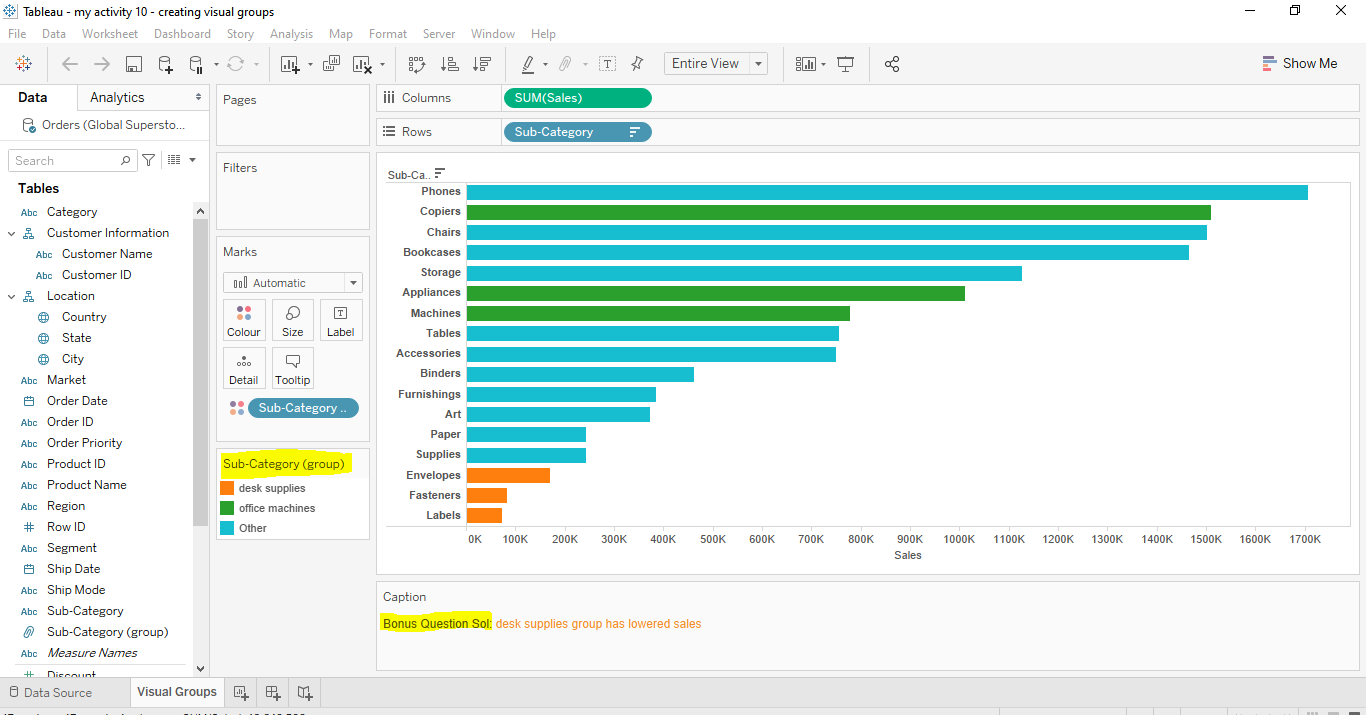 Tableau - my activity 10 - creating visual groups
File Data Worksheet Dashboard Story Analysis Map Format Server Window Help
Entire View
Show Me
Data Analytics
Orders (Global Supersto...
Search
Tables
Abc Category
Customer Information
Abc Customer Name
Abc Customer ID
Location
Country
State
City
Abc Market
Order Date
Abc Order ID
Abc Order Priority
Abc Product ID
Abc Product Name
Abc Region
# Row ID
Abc Segment
Ship Date
Abc Ship Mode
Abc Sub-Category
Sub-Category (group)
Abc Measure Names
# Discount
Pages
Filters
Marks
Automatic
Colour Size Label
Detail Tooltip
Sub-Category ..
Sub-Category (group)
desk supplies
office machines
Other
Columns SUM(Sales)
Rows Sub-Category
Sub-Ca..
Phones
Copiers
Chairs
Bookcases
Storage
Appliances
Machines
Tables
Accessories
Binders
Furnishings
Art
Paper
Supplies
Envelopes
Fasteners
Labels
0K 100K 200K 300K 400K 500K 600K 700K 800K 900K 1000K 1100K 1200K 1300K 1400K 1500K 1600K 1700K
Sales
Caption
Bonus Question Sol: desk supplies group has lowered sales
Data Source Visual Groups